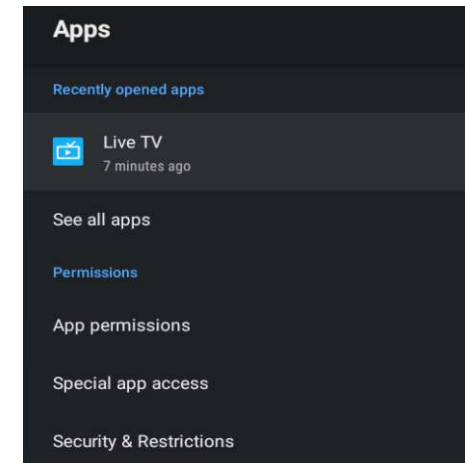 Apps
Recently opened apps
Live TV
7 minutes ago
See all apps
Permissions
App permissions
Special app access
Security & Restrictions